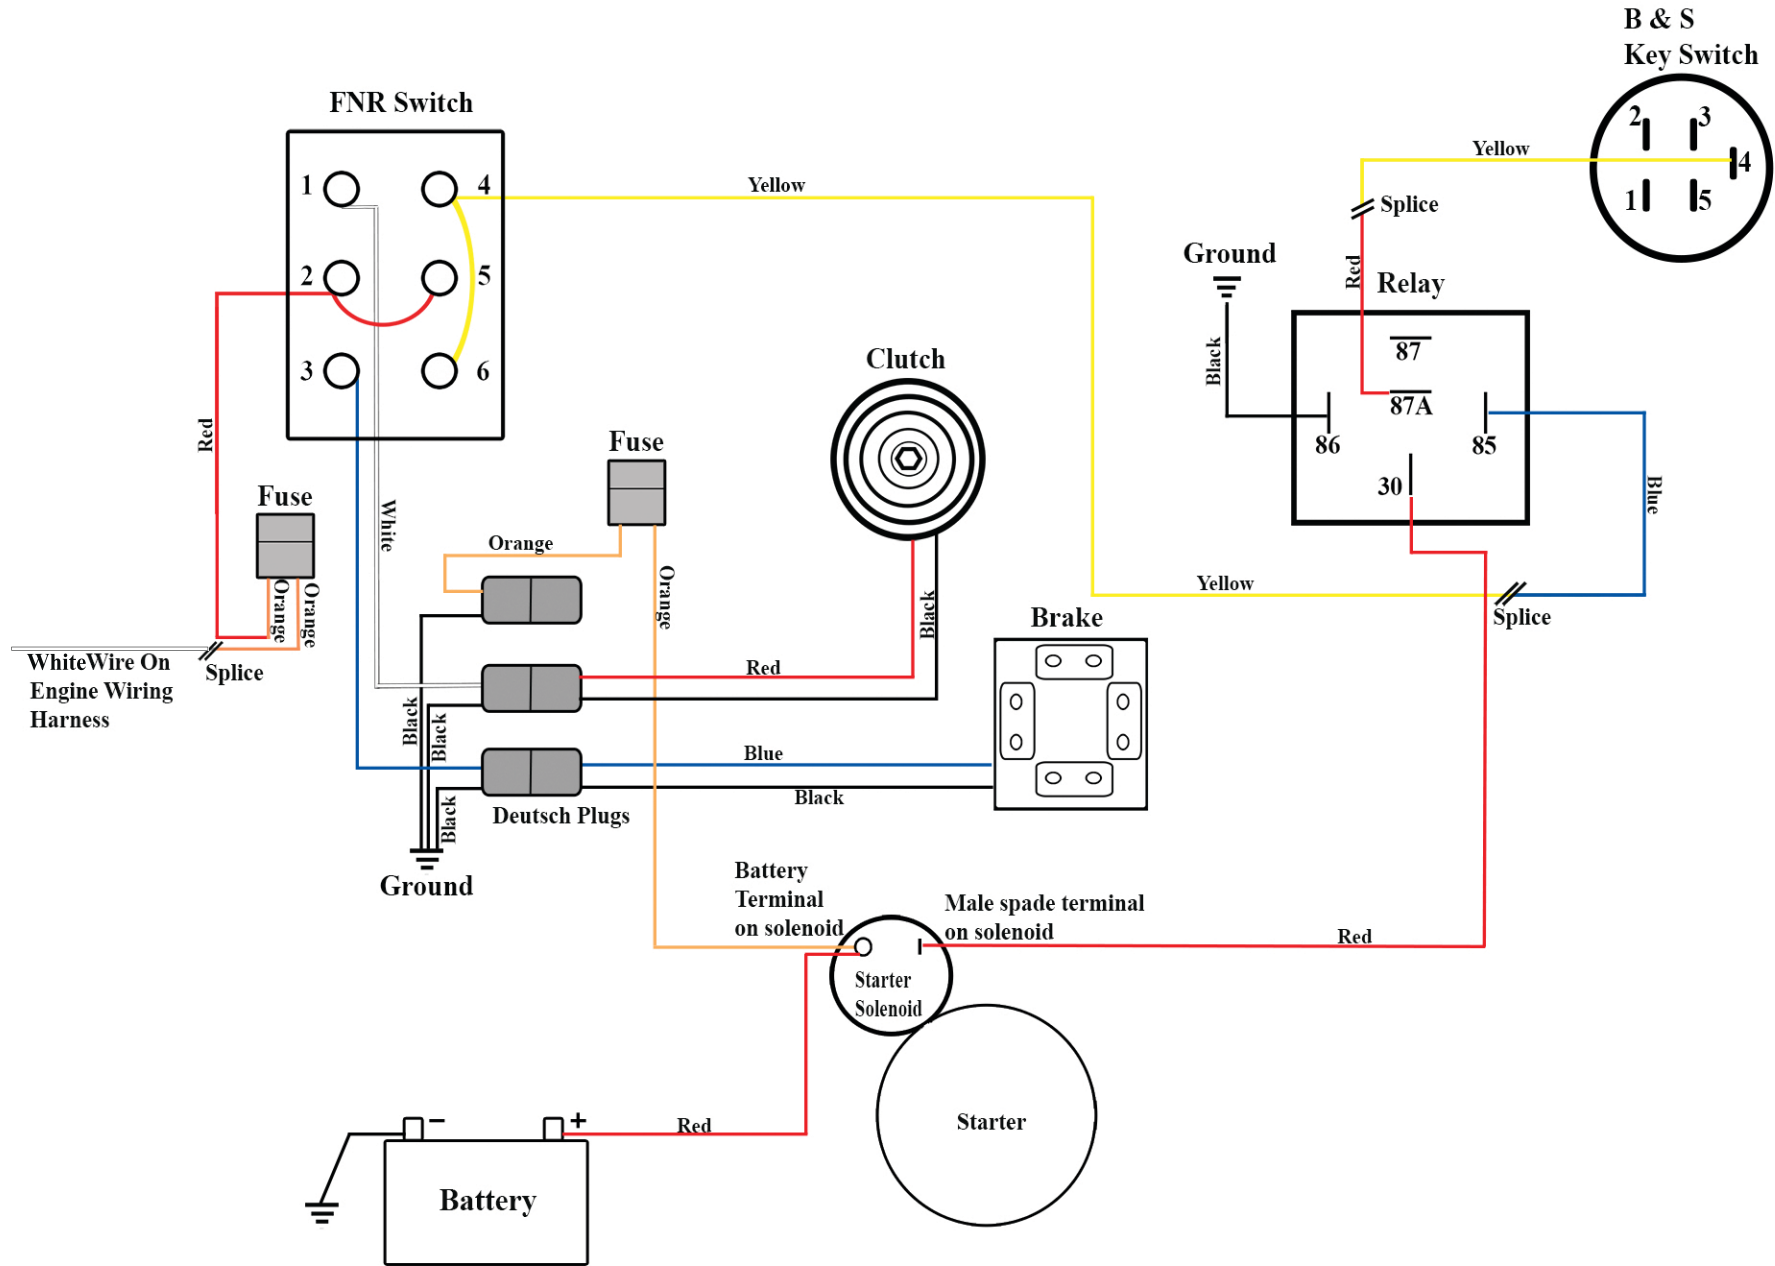 B & S
Key Switch
2
3
4
1
5
Yellow
Splice
Red
Ground
Relay
Black
87
87A
86
85
30
Blue
FNR Switch
1
4
2
5
3
6
Yellow
Red
White
Fuse
Orange
Orange
WhiteWire On
Engine Wiring
Harness
Splice
Fuse
Orange
Orange
Clutch
Black
Red
Black
Black
Black
Blue
Black
Deutsch Plugs
Ground
Brake
Yellow
Splice
Battery
Terminal
on solenoid
Male spade terminal
on solenoid
Red
Starter
Solenoid
Starter
−
+
Red
Battery